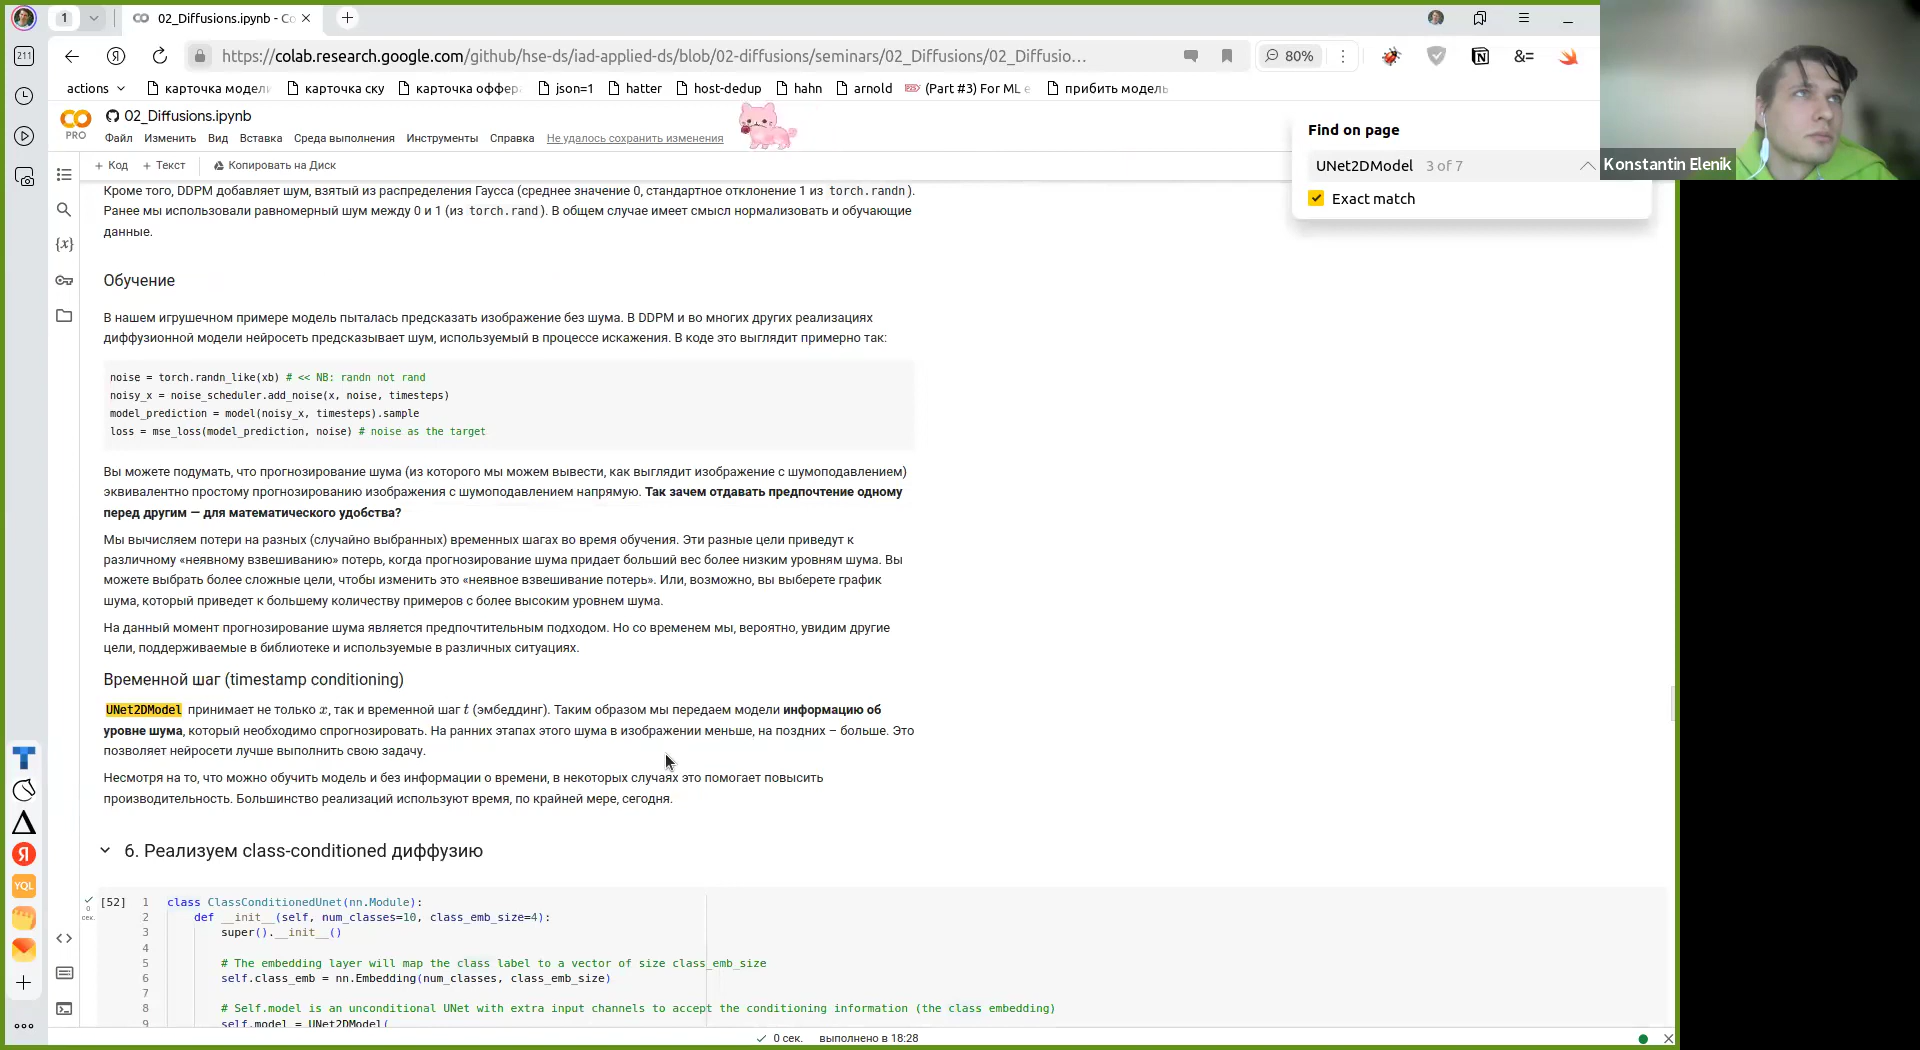 1
02_Diffusions.ipynb - Co
211
https://colab.research.google.com/github/hse-ds/iad-applied-ds/blob/02-diffusions/seminars/02_Diffusions/02_Diffusio...
80%
actions
карточка модели
карточка ску
карточка оффер
json=1
hatter
host-dedup
hahn
arnold
(Part #3) For ML e
прибить модель
PRO
02_Diffusions.ipynb
Файл Изменить Вид Вставка Среда выполнения Инструменты Справка Не удалось сохранить изменения
+ Код + Текст Копировать на Диск
Find on page
UNet2DModel 3 of 7
Exact match
Konstantin Elenik
Кроме того, DDPM добавляет шум, взятый из распределения Гаусса (среднее значение 0, стандартное отклонение 1 из torch.randn).
Ранее мы использовали равномерный шум между 0 и 1 (из torch.rand). В общем случае имеет смысл нормализовать и обучающие
данные.
Обучение
В нашем игрушечном примере модель пыталась предсказать изображение без шума. В DDPM и во многих других реализациях
диффузионной модели нейросеть предсказывает шум, используемый в процессе искажения. В коде это выглядит примерно так:
noise = torch.randn_like(xb) # << NB: randn not rand
noisy_x = noise_scheduler.add_noise(x, noise, timesteps)
model_prediction = model(noisy_x, timesteps).sample
loss = mse_loss(model_prediction, noise) # noise as the target
Вы можете подумать, что прогнозирование шума (из которого мы можем вывести, как выглядит изображение с шумоподавлением)
эквивалентно простому прогнозированию изображения с шумоподавлением напрямую. Так зачем отдавать предпочтение одному
перед другим — для математического удобства?
Мы вычисляем потери на разных (случайно выбранных) временных шагах во время обучения. Эти разные цели приведут к
различному «неявному взвешиванию» потерь, когда прогнозирование шума придает больший вес более низким уровням шума. Вы
можете выбрать более сложные цели, чтобы изменить это «неявное взвешивание потерь». Или, возможно, вы выберете график
шума, который приведет к большему количеству примеров с более высоким уровнем шума.
На данный момент прогнозирование шума является предпочтительным подходом. Но со временем мы, вероятно, увидим другие
цели, поддерживаемые в библиотеке и используемые в различных ситуациях.
Временной шаг (timestamp conditioning)
UNet2DModel принимает не только x, так и временной шаг t (эмбеддинг). Таким образом мы передаем модели информацию об
уровне шума, который необходимо спрогнозировать. На ранних этапах этого шума в изображении меньше, на поздних – больше. Это
позволяет нейросети лучше выполнить свою задачу.
Несмотря на то, что можно обучить модель и без информации о времени, в некоторых случаях это помогает повысить
производительность. Большинство реализаций используют время, по крайней мере, сегодня.
6. Реализуем class-conditioned диффузию
0
сек.
[52]
1 class ClassConditionedUnet(nn.Module):
2 def __init__(self, num_classes=10, class_emb_size=4):
3 super().__init__()
4
5 # The embedding layer will map the class label to a vector of size class_emb_size
6 self.class_emb = nn.Embedding(num_classes, class_emb_size)
7
8 # Self.model is an unconditional UNet with extra input channels to accept the conditioning information (the class embedding)
9 self.model = UNet2DModel(
YQL
0 сек. выполнено в 18:28